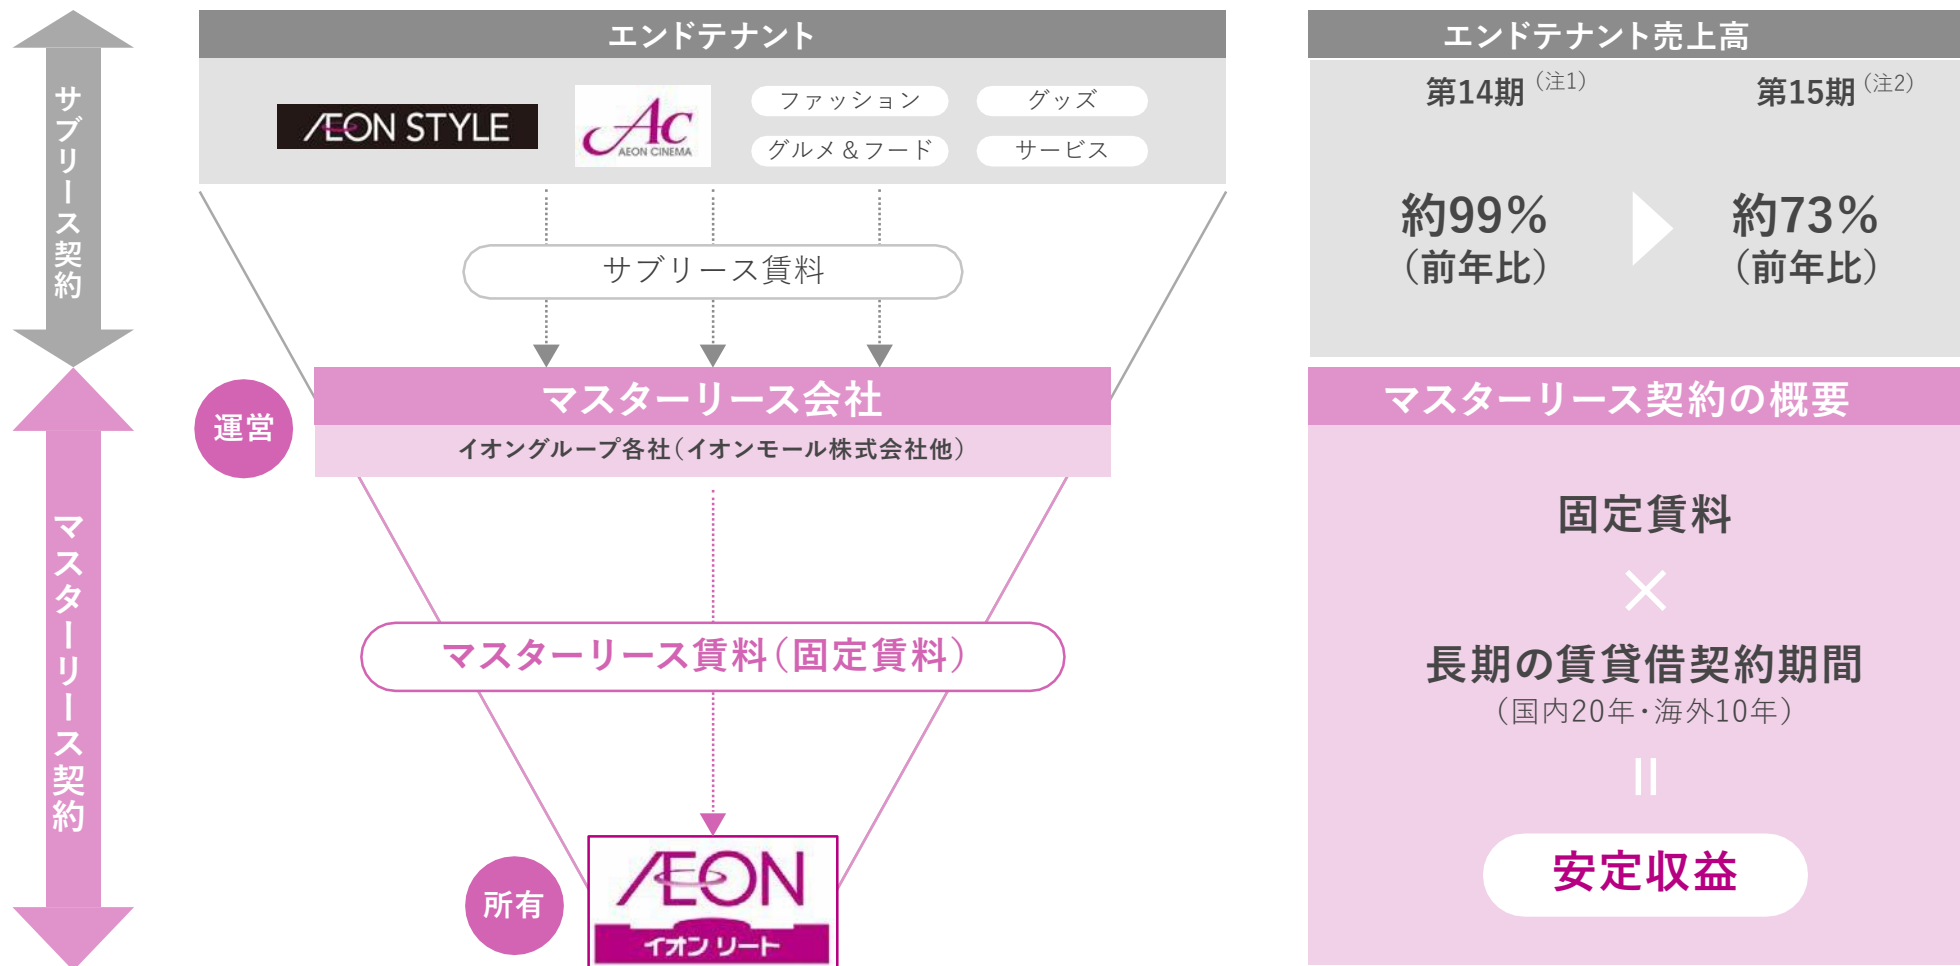 サブリース契約
エンドテナント
ÆON STYLE
Ac
AEON CINEMA
ファッション
グッズ
グルメ＆フード
サービス
サブリース賃料
エンドテナント売上高
第14期（注1）
第15期（注2）
約99%
（前年比）
約73%
（前年比）
マスターリース契約
運営
マスターリース会社
イオングループ各社（イオンモール株式会社他）
マスターリース賃料（固定賃料）
所有
ÆON
イオン リート
マスターリース契約の概要
固定賃料
×
長期の賃貸借契約期間
（国内20年・海外10年）
＝
安定収益